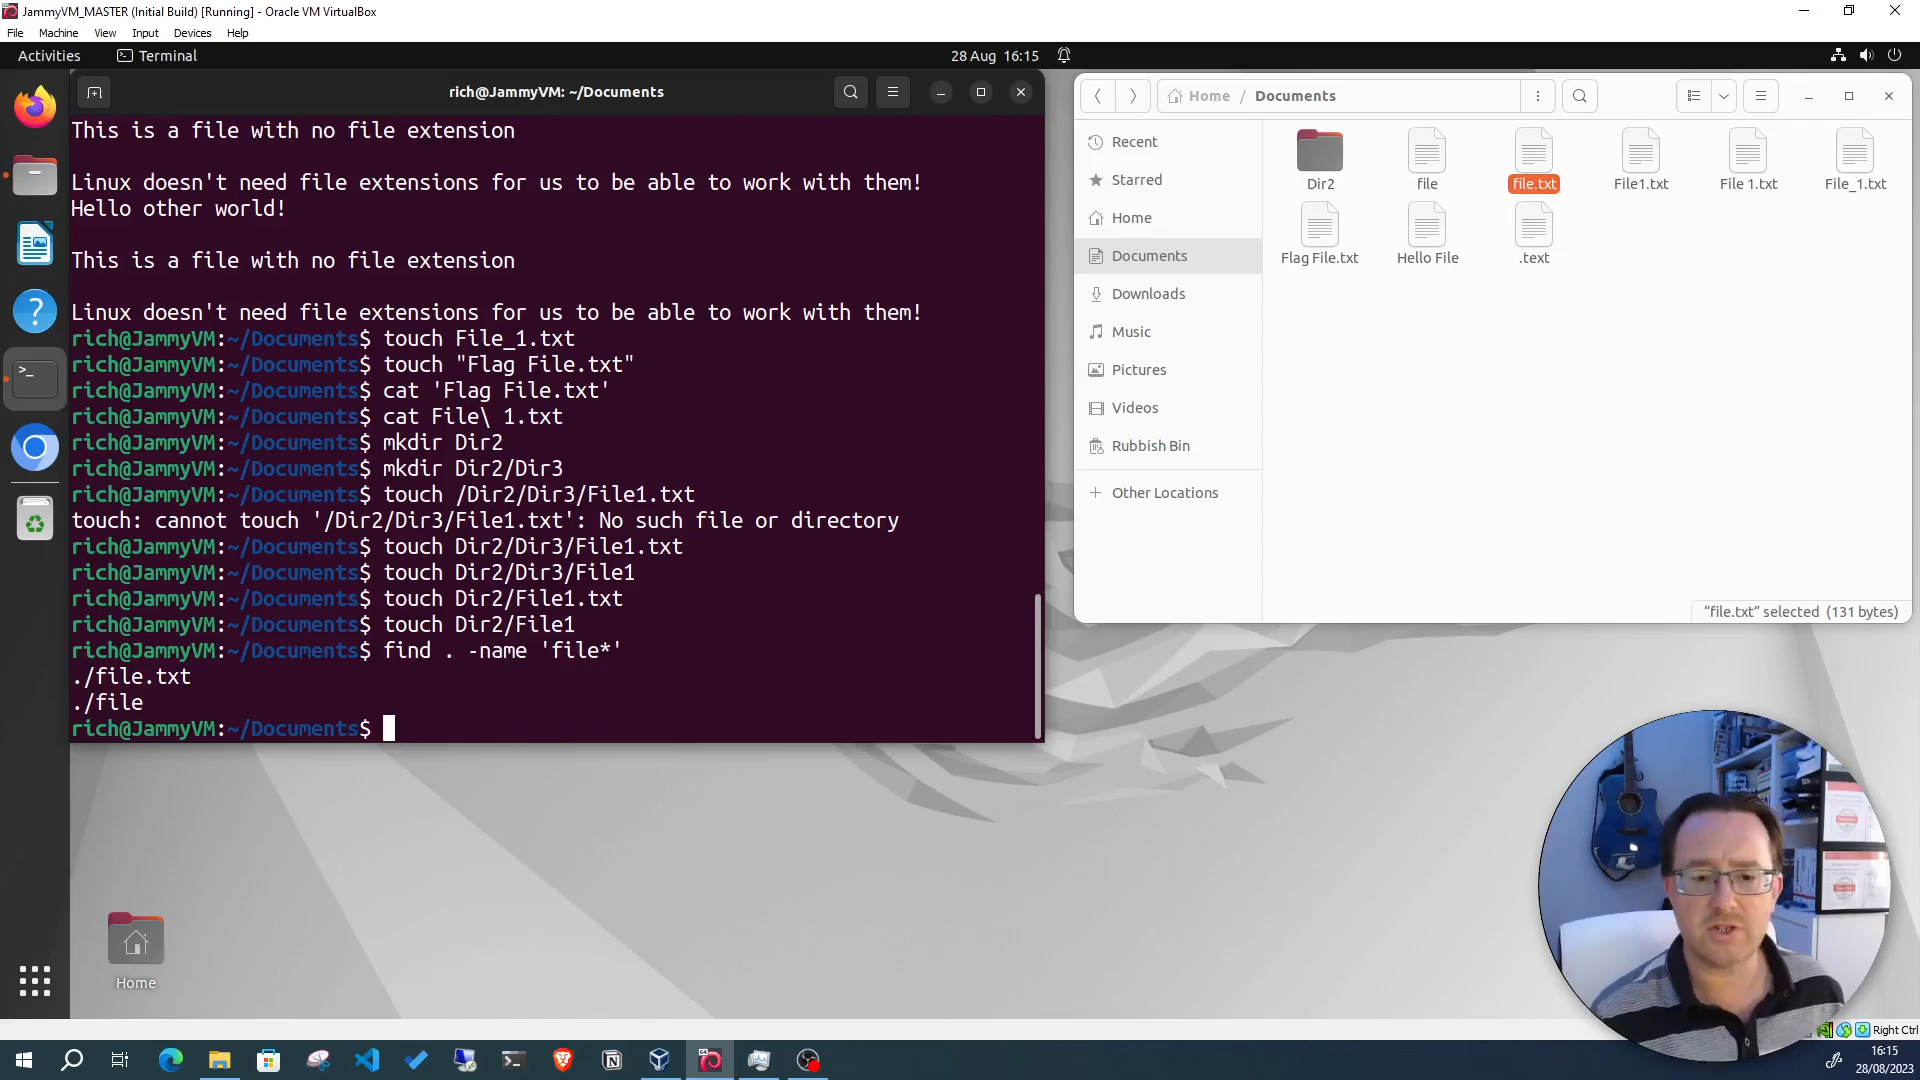 JammyVM_MASTER (Initial Build) [Running] - Oracle VM VirtualBox
File Machine View Input Devices Help
Activities Terminal 28 Aug 16:15
rich@JammyVM: ~/Documents
This is a file with no file extension
Linux doesn't need file extensions for us to be able to work with them!
Hello other world!
This is a file with no file extension
Linux doesn't need file extensions for us to be able to work with them!
rich@JammyVM:~/Documents$ touch File_1.txt
rich@JammyVM:~/Documents$ touch "Flag File.txt"
rich@JammyVM:~/Documents$ cat 'Flag File.txt'
rich@JammyVM:~/Documents$ cat File\ 1.txt
rich@JammyVM:~/Documents$ mkdir Dir2
rich@JammyVM:~/Documents$ mkdir Dir2/Dir3
rich@JammyVM:~/Documents$ touch /Dir2/Dir3/File1.txt
touch: cannot touch '/Dir2/Dir3/File1.txt': No such file or directory
rich@JammyVM:~/Documents$ touch Dir2/Dir3/File1.txt
rich@JammyVM:~/Documents$ touch Dir2/Dir3/File1
rich@JammyVM:~/Documents$ touch Dir2/File1.txt
rich@JammyVM:~/Documents$ touch Dir2/File1
rich@JammyVM:~/Documents$ find . -name 'file*'
./file.txt
./file
rich@JammyVM:~/Documents$
Home / Documents
Recent
Starred
Home
Documents
Downloads
Music
Pictures
Videos
Rubbish Bin
+ Other Locations
Dir2 file file.txt File1.txt File 1.txt File_1.txt
Flag File.txt Hello File .text
"file.txt" selected (131 bytes)
Home
Right Ctrl
16:15
28/08/2023